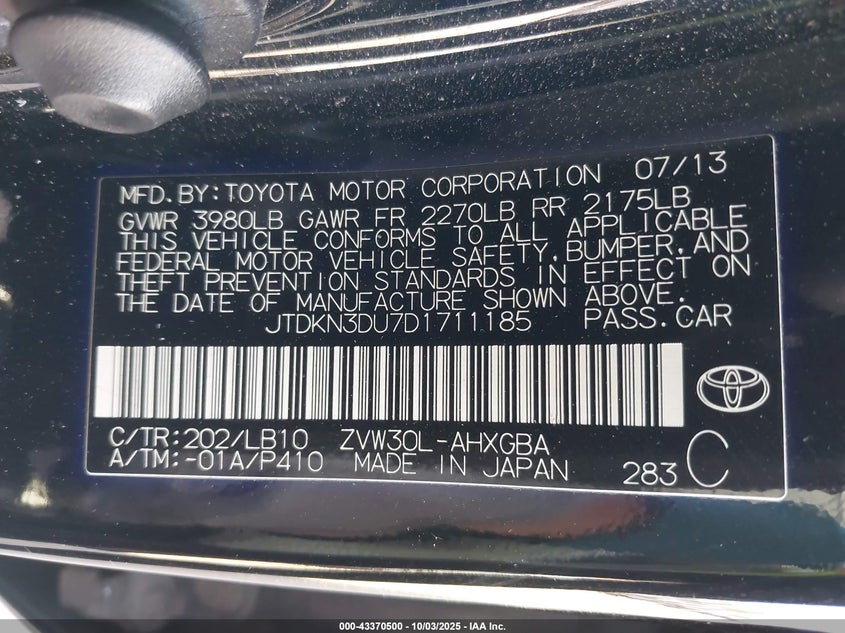 MFD.BY:TOYOTA MOTOR CORPORATION 07/13
GVWR 3980LB GAWR FR 2270LB RR 2175LB
THIS VEHICLE CONFORMS TO ALL APPLICABLE
FEDERAL MOTOR VEHICLE SAFETY,BUMPER,AND
THEFT PREVENTION STANDARDS IN EFFECT ON
THE DATE OF MANUFACTURE SHOWN ABOVE.
JTDKN3DU7D1711185 PASS.CAR
C/TR:202/LB10 ZVW30L-AHXGBA
A/TM:-01A/P410 MADE IN JAPAN 283 C
000-43370500 - 10/03/2025 - IAA Inc.